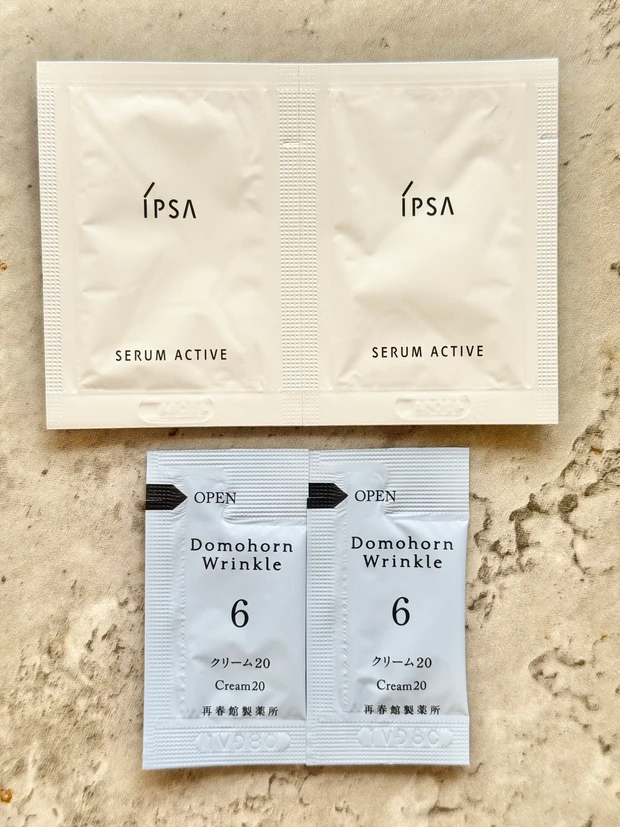 ÍPSA
SERUM ACTIVE
ÍPSA
SERUM ACTIVE
OPEN
Domohorn
Wrinkle
6
クリーム20
Cream20
再春館製薬所
OPEN
Domohorn
Wrinkle
6
クリーム20
Cream20
再春館製薬所